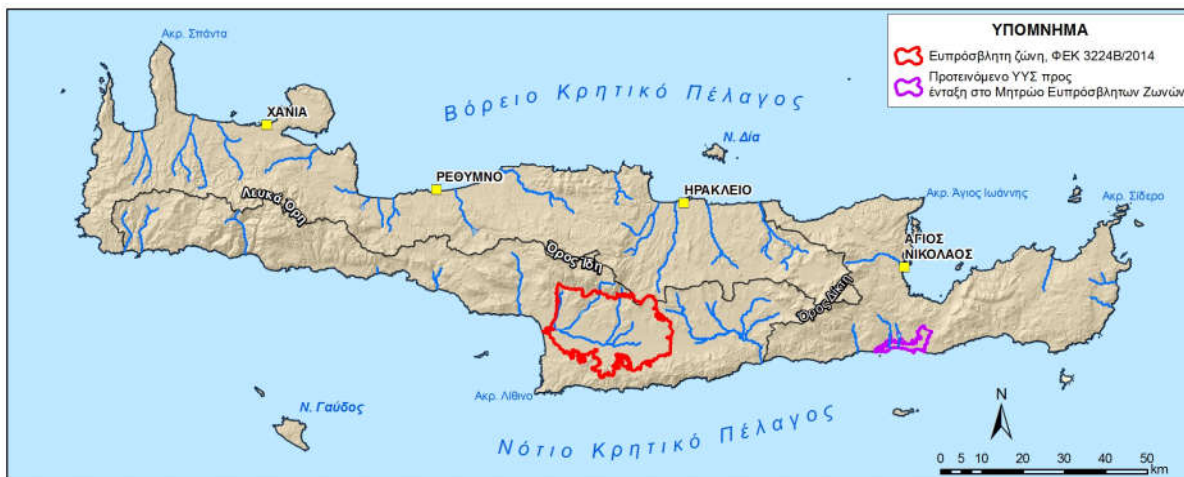 ΥΠΟΜΝΗΜΑ
Ευπρόσβλητη ζώνη, ΦΕΚ 3224Β/2014
Προτεινόμενο ΥΥΣ προς
ένταξη στο Μητρώο Ευπρόσβλητων Ζωνών
Ακρ. Σπάντα
ΧΑΝΙΑ
Βόρειο Κρητικό Πέλαγος
Ν. Δία
ΡΕΘΥΜΝΟ
Λευκά Όρη
ΗΡΑΚΛΕΙΟ
Ακρ. Άγιος Ιωάννης
Ακρ. Σίδερο
ΑΓΙΟΣ
ΝΙΚΟΛΑΟΣ
Όρος Ίδη
Όρος Δίκτη
Ακρ. Λίθινο
Ν. Γαύδος
Νότιο Κρητικό Πέλαγος
N
0 5 10 20 30 40 50
km